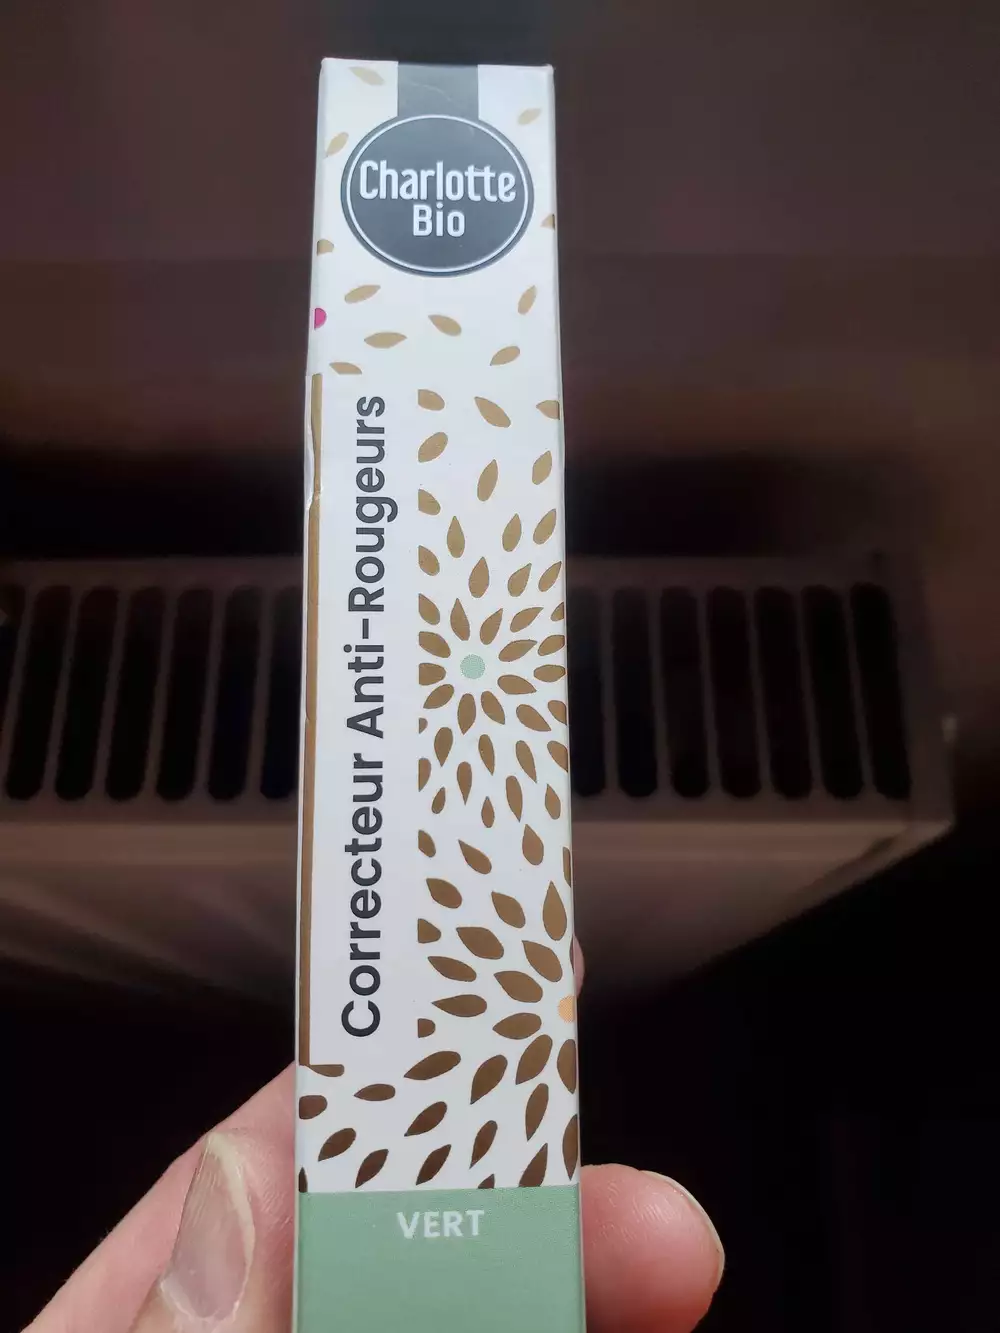 Charlotte
Bio
Correcteur Anti-Rougeurs
VERT